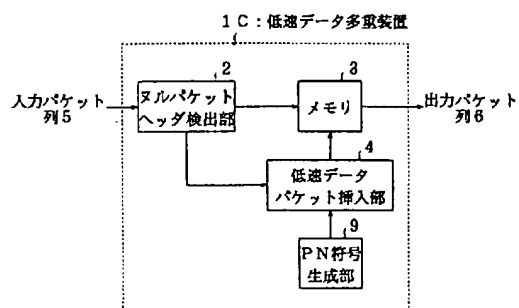 １Ｃ：低速データ多重装置
2
3
入力パケット
列5
ヌルパケット
ヘッダ検出部
メモリ
出力パケット
列6
4
低速データ
パケット挿入部
9
ＰＮ符号
生成部